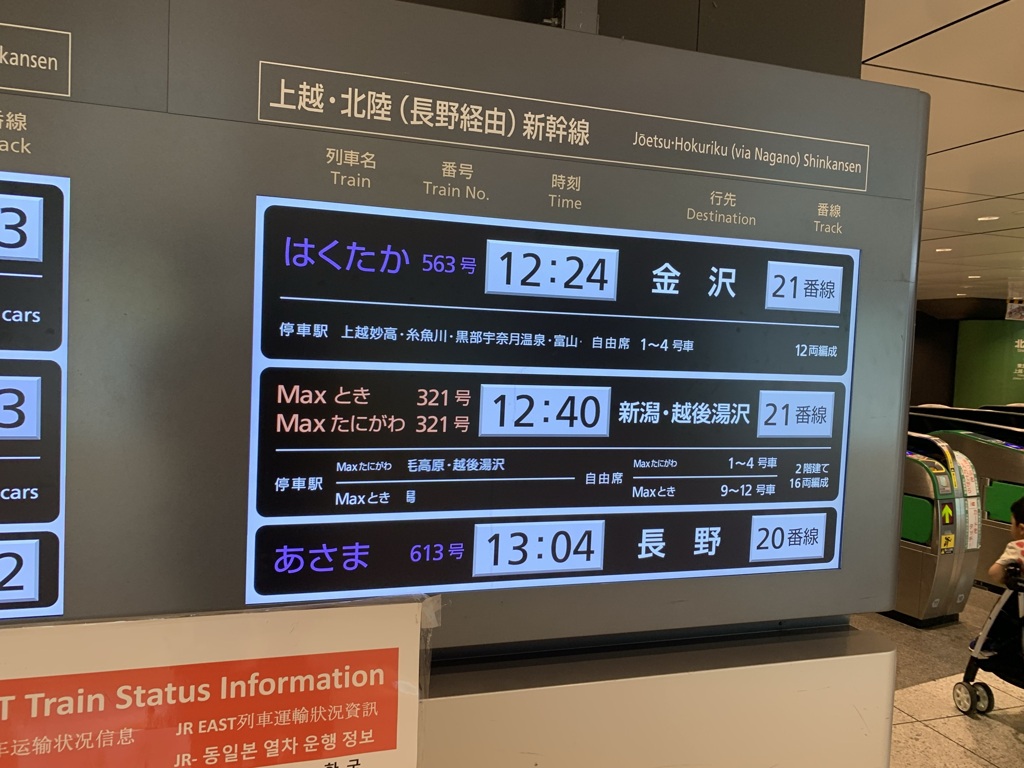 kansen
番線
ack
3
cars
3
cars
2
上越・北陸(長野経由)新幹線 Jōetsu・Hokuriku (via Nagano) Shinkansen
列車名 番号 時刻 行先 番線
Train Train No. Time Destination Track
はくたか 563号 12:24 金沢 21番線
停車駅 上越妙高・糸魚川・黒部宇奈月温泉・富山・ 自由席 1~4号車 12両編成
Maxとき 321号 12:40 新潟・越後湯沢 21番線
Maxたにがわ 321号
停車駅 Maxたにがわ 毛高原・越後湯沢 自由席 Maxたにがわ 1~4号車 2階建て
Maxとき Maxとき 9~12号車 16両編成
あさま 613号 13:04 長野 20番線
T Train Status Information
车运输状况信息 JR EAST列車運輸狀況資訊
JR-동일본 열차 운행 정보